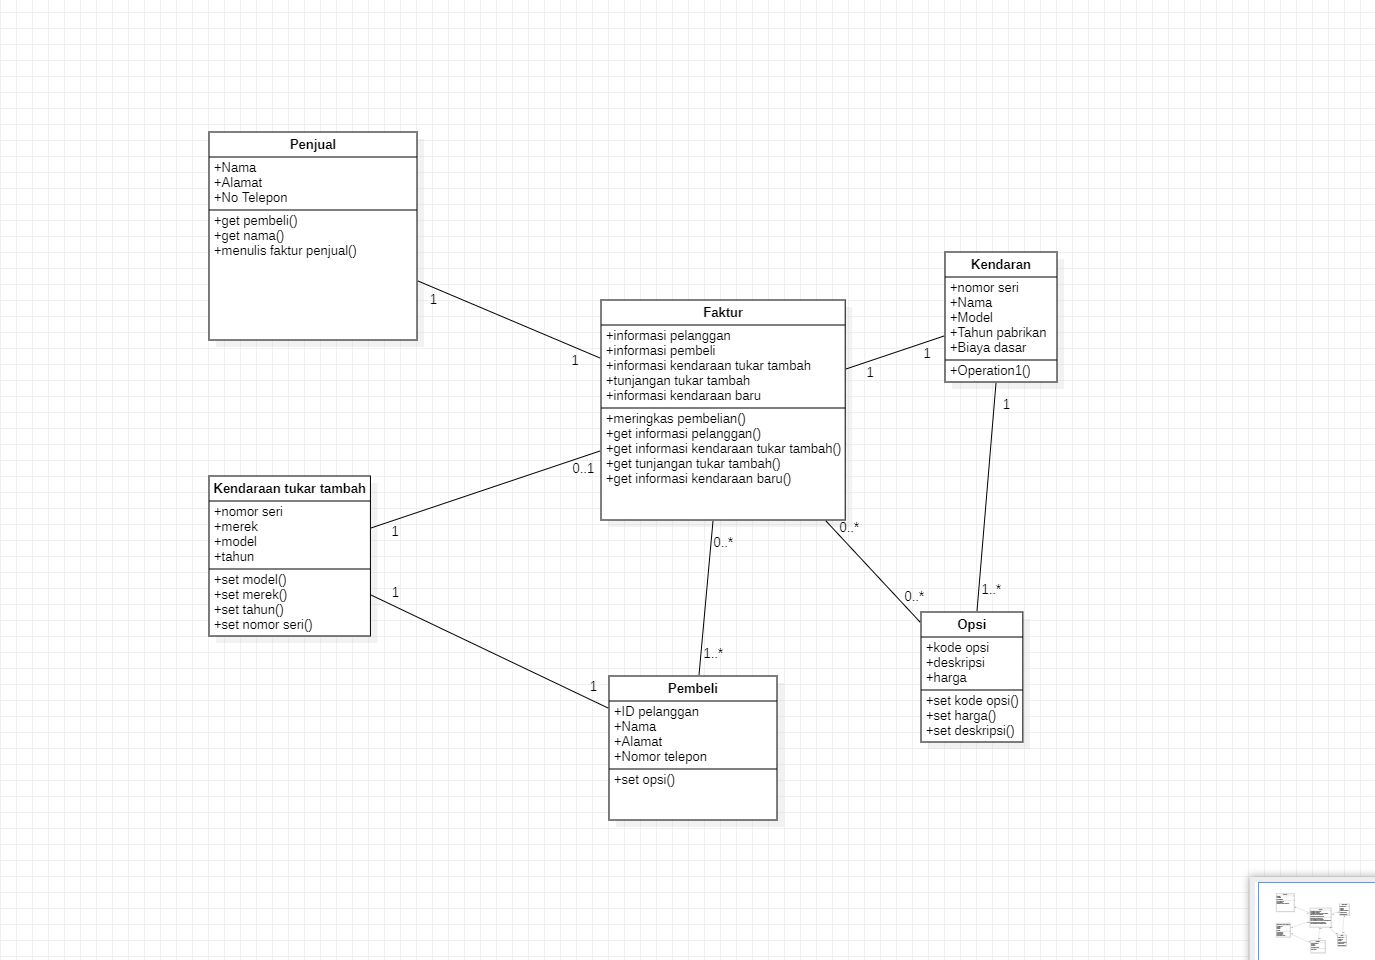 Penjual
+Nama
+Alamat
+No Telepon
+get pembeli()
+get nama()
+menulis faktur penjual()
1
1
Faktur
+informasi pelanggan
+informasi pembeli
+informasi kendaraan tukar tambah
+tunjangan tukar tambah
+informasi kendaraan baru
+meringkas pembelian()
+get informasi pelanggan()
+get informasi kendaraan tukar tambah()
+get tunjangan tukar tambah()
+get informasi kendaraan baru()
1
1
Kendaran
+nomor seri
+Nama
+Model
+Tahun pabrikan
+Biaya dasar
+Operation1()
1
1..*
0..1
1
Kendaraan tukar tambah
+nomor seri
+merek
+model
+tahun
+set model()
+set merek()
+set tahun()
+set nomor seri()
1
1
0..*
1..*
0..*
0..*
Pembeli
+ID pelanggan
+Nama
+Alamat
+Nomor telepon
+set opsi()
Opsi
+kode opsi
+deskripsi
+harga
+set kode opsi()
+set harga()
+set deskripsi()